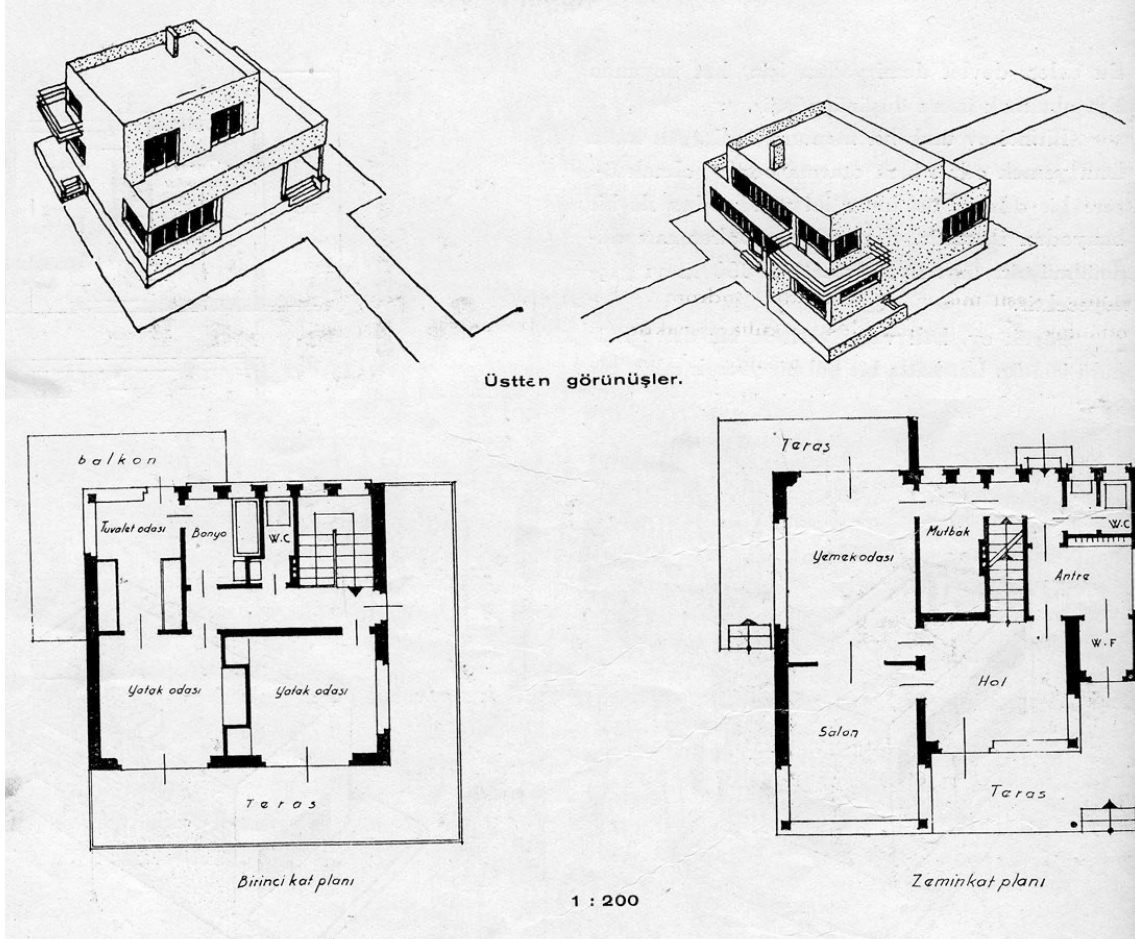 Üstten görünüşler.
balkon
Tuvalet odası
Banyo
W.C
Yatak odası
Yatak odası
Teras
Birinci kat planı
Teras
Yemekodası
Mutbak
W.C
Antre
W.F
Hol
Salon
Teras
Zeminkat planı
1 : 200